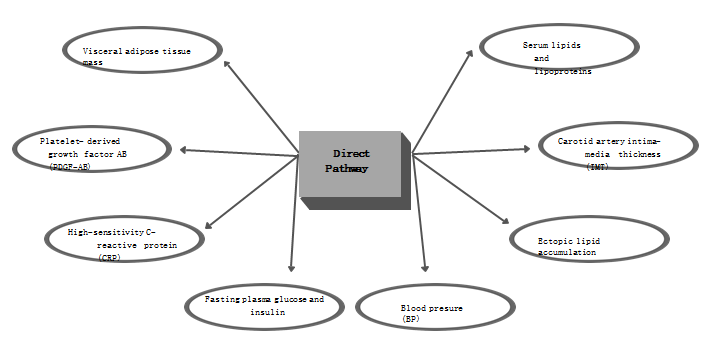 Visceral adipose tissue
mass
Serum lipids
and
lipoproteins
Platelet- derived
growth factor AB
(PDGF-AB)
Direct
Pathway
Carotid artery intima-
media thickness
(IMT)
High-sensitivity C-
reactive protein
(CRP)
Ectopic lipid
accumulation
Fasting plasma glucose and
insulin
Blood presure
(BP)